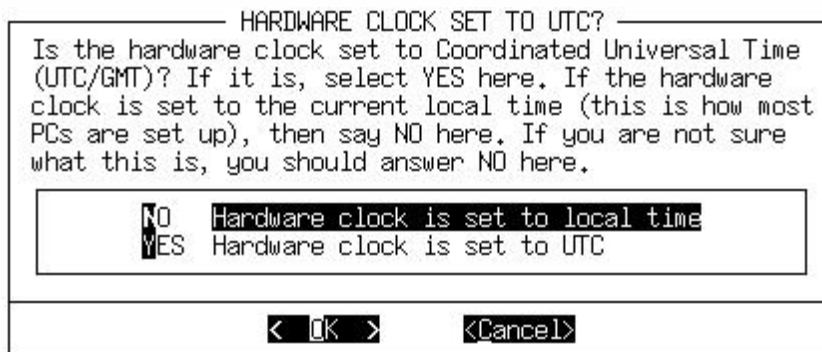 HARDWARE CLOCK SET TO UTC?
Is the hardware clock set to Coordinated Universal Time
(UTC/GMT)? If it is, select YES here. If the hardware
clock is set to the current local time (this is how most
PCs are set up), then say NO here. If you are not sure
what this is, you should answer NO here.
NO Hardware clock is set to local time
YES Hardware clock is set to UTC
< OK > <Cancel>